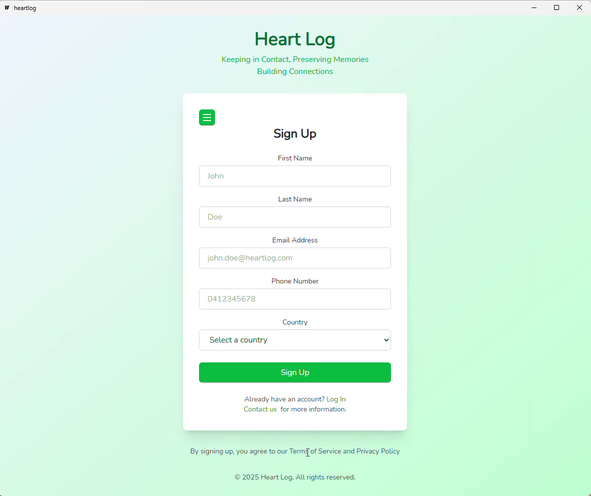 heartlog
Heart Log
Keeping in Contact, Preserving Memories
Building Connections
Sign Up
First Name
John
Last Name
Doe
Email Address
john.doe@heartlog.com
Phone Number
0412345678
Country
Select a country
Sign Up
Already have an account? Log In
Contact us for more information.
By signing up, you agree to our Terms of Service and Privacy Policy
© 2025 Heart Log. All rights reserved.